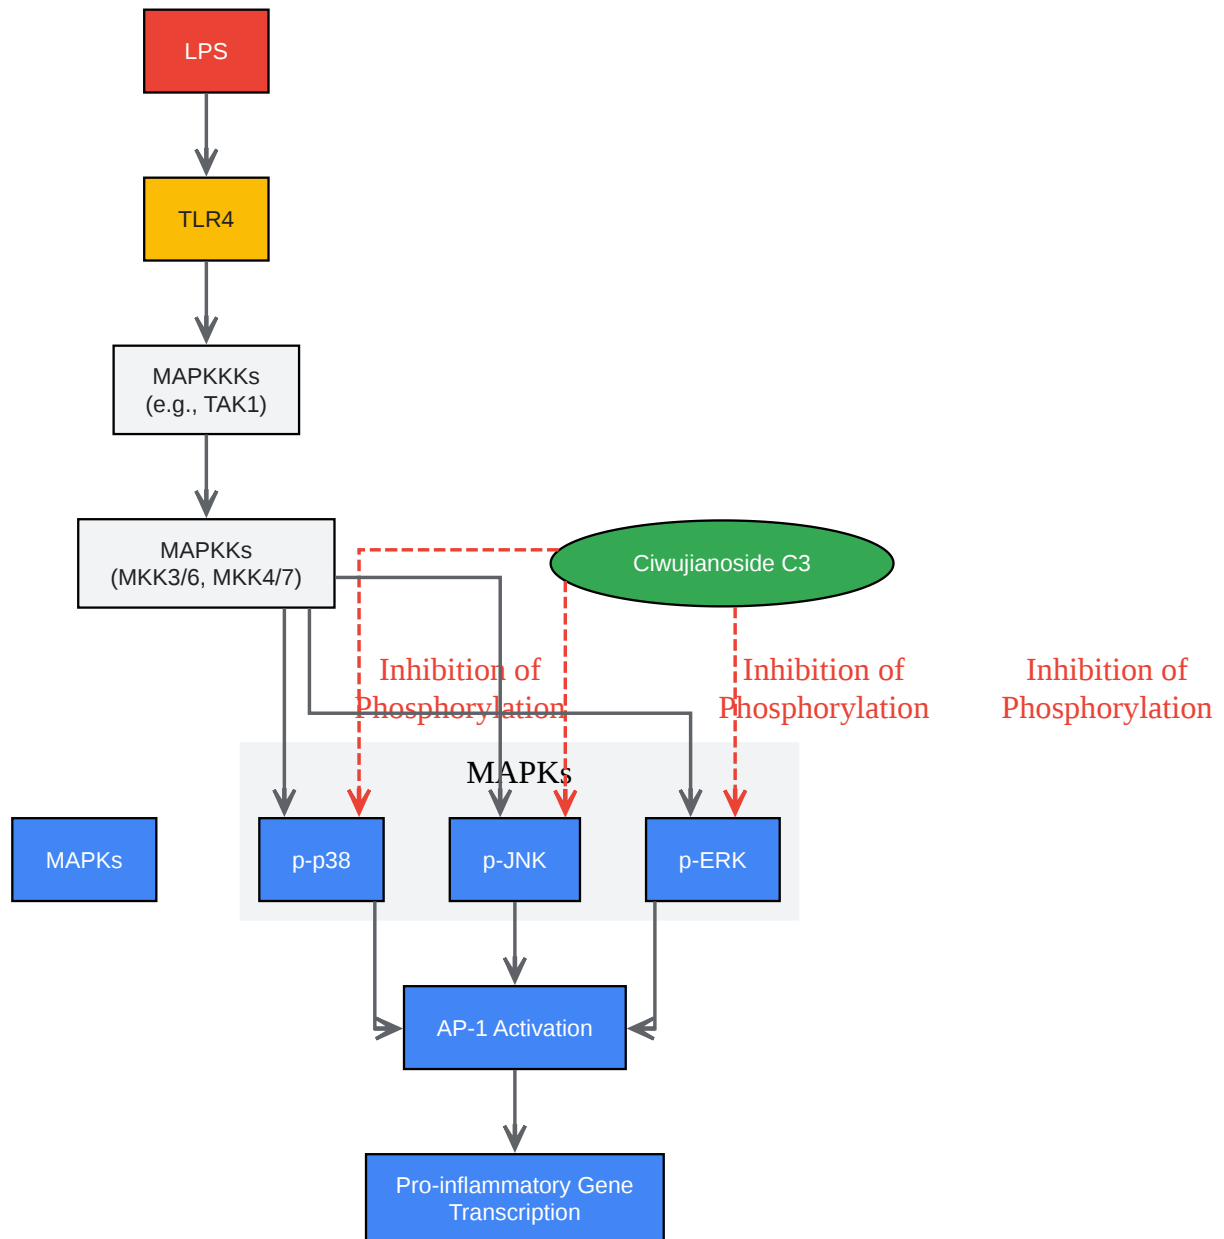 LPS
TLR4
MAPKKKs
(e.g., TAK1)
MAPKKs
(MKK3/6, MKK4/7)
Ciwujianoside C3
Inhibition of
Phosphorylation
Inhibition of
Phosphorylation
Inhibition of
Phosphorylation
MAPKs
MAPKs
p-p38
p-JNK
p-ERK
AP-1 Activation
Pro-inflammatory Gene
Transcription